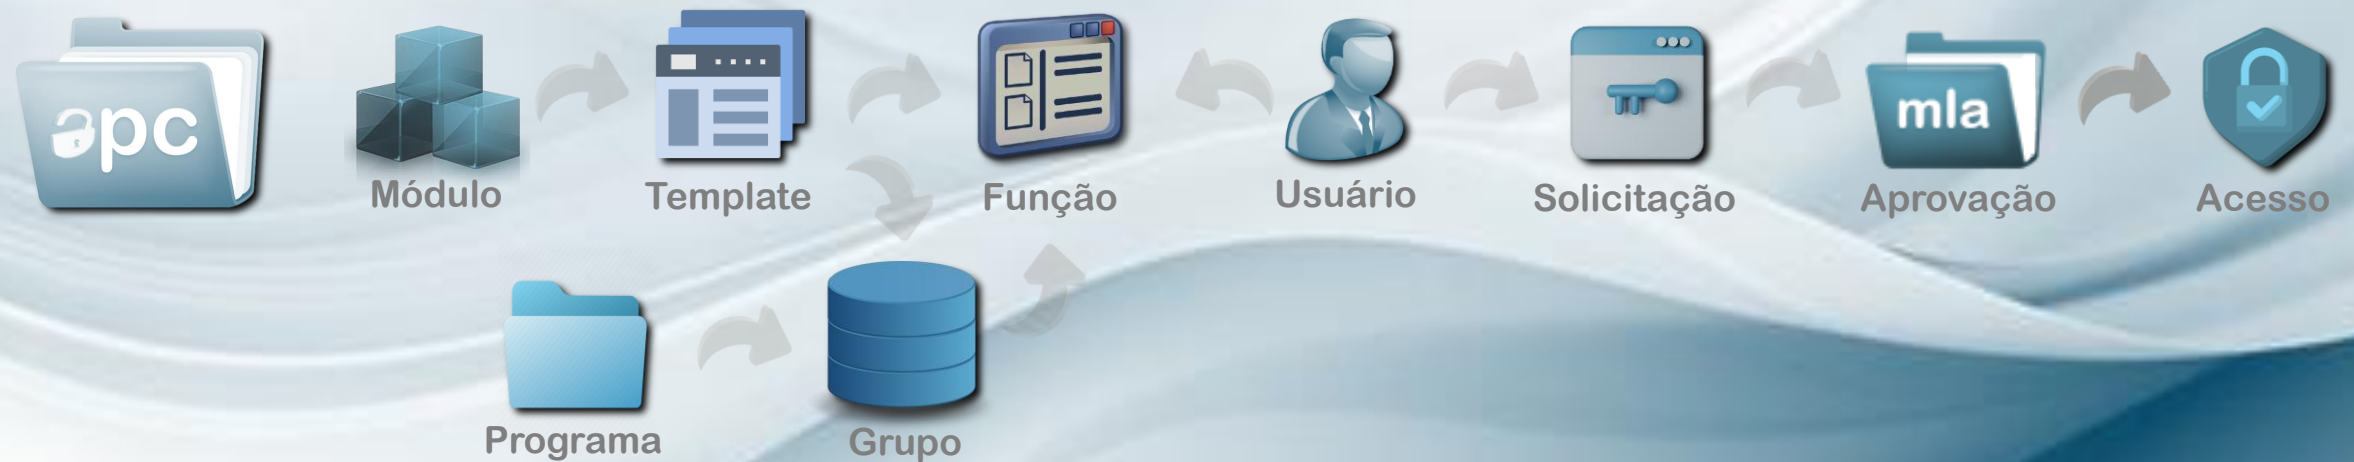 apc
mla
Módulo
Template
Função
Usuário
Solicitação
Aprovação
Acesso
Programa
Grupo